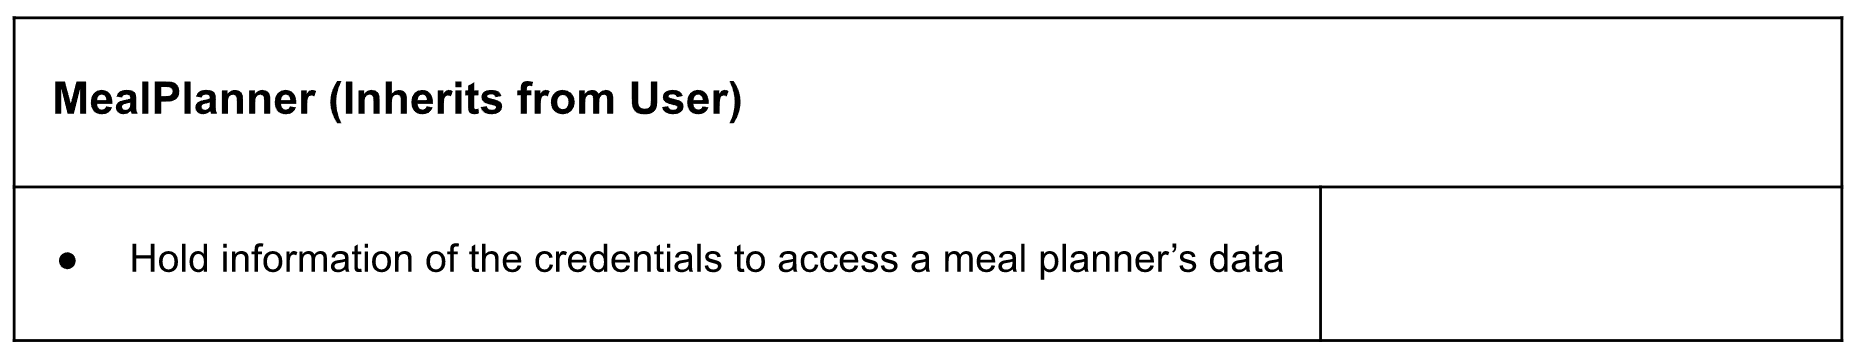 MealPlanner (Inherits from User)
● Hold information of the credentials to access a meal planner’s data